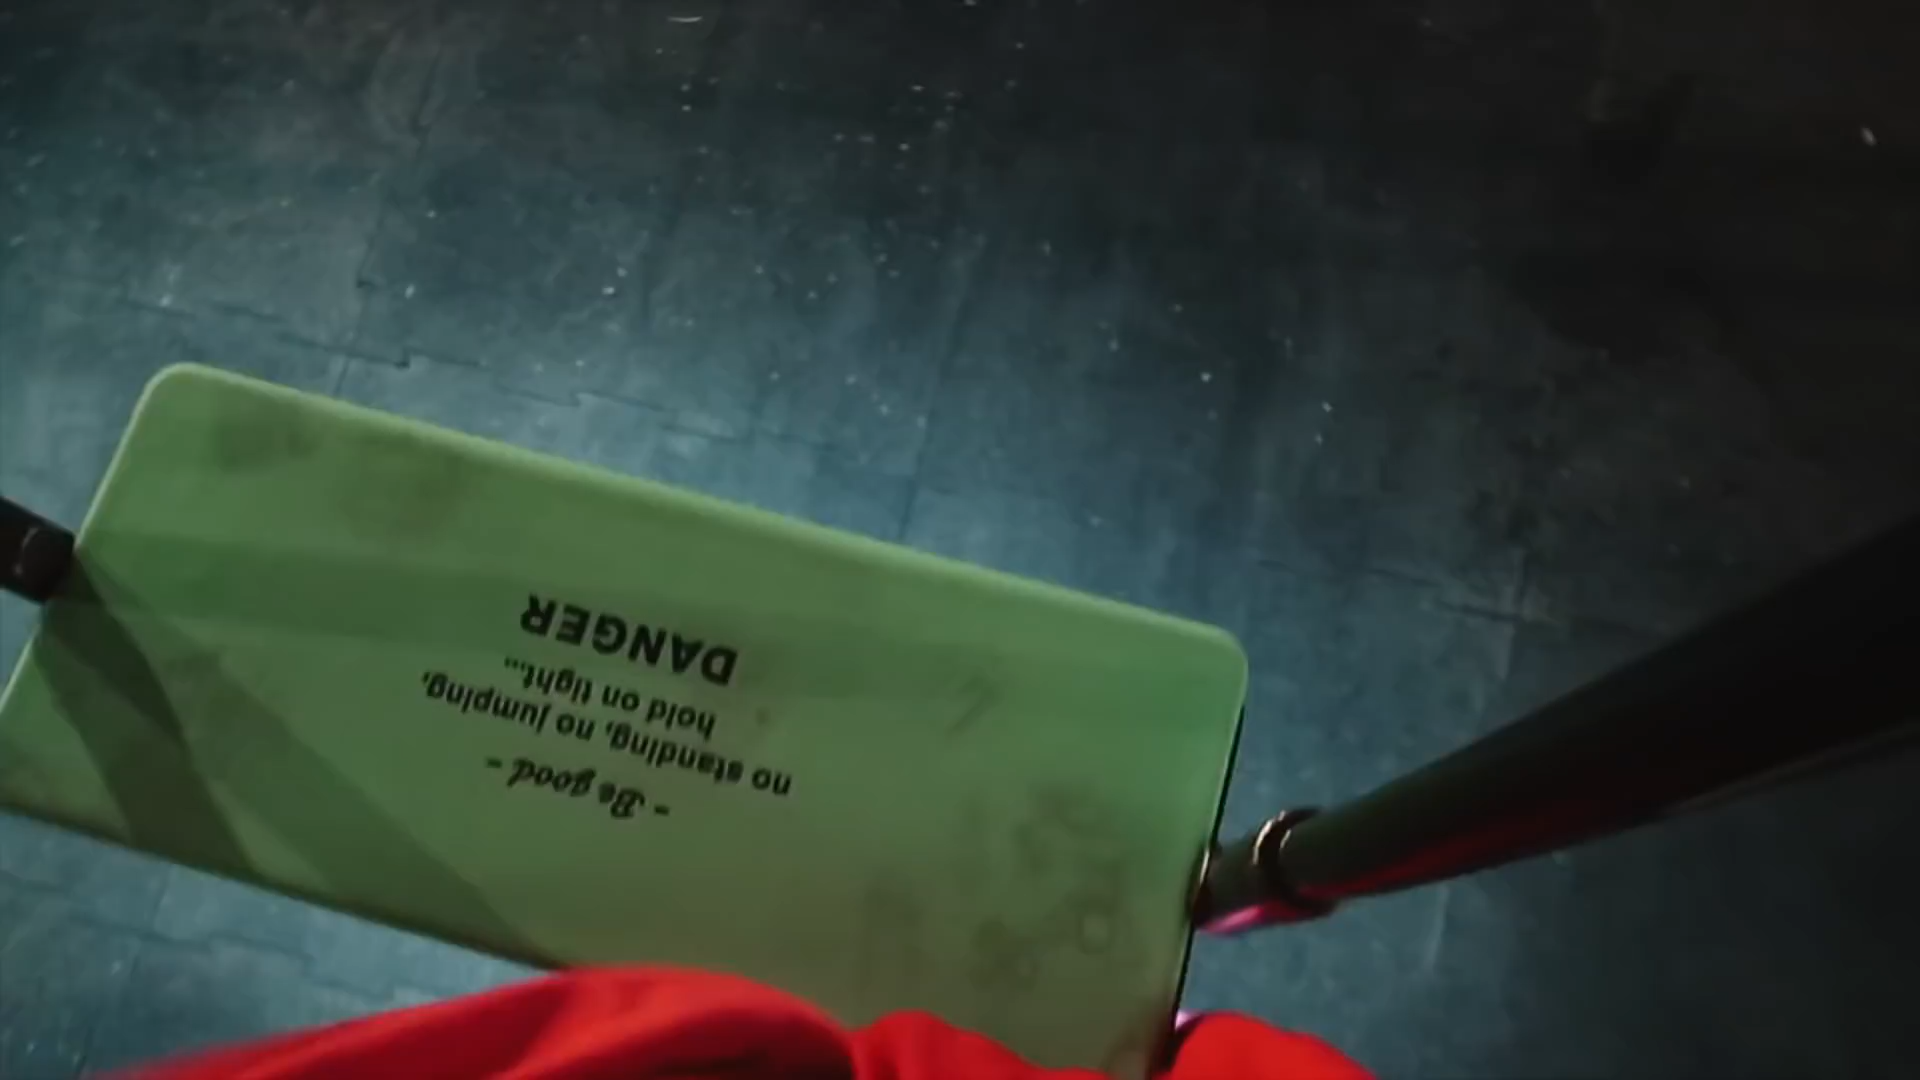 - Be good -
no standing, no jumping,
hold on tight...
DANGER